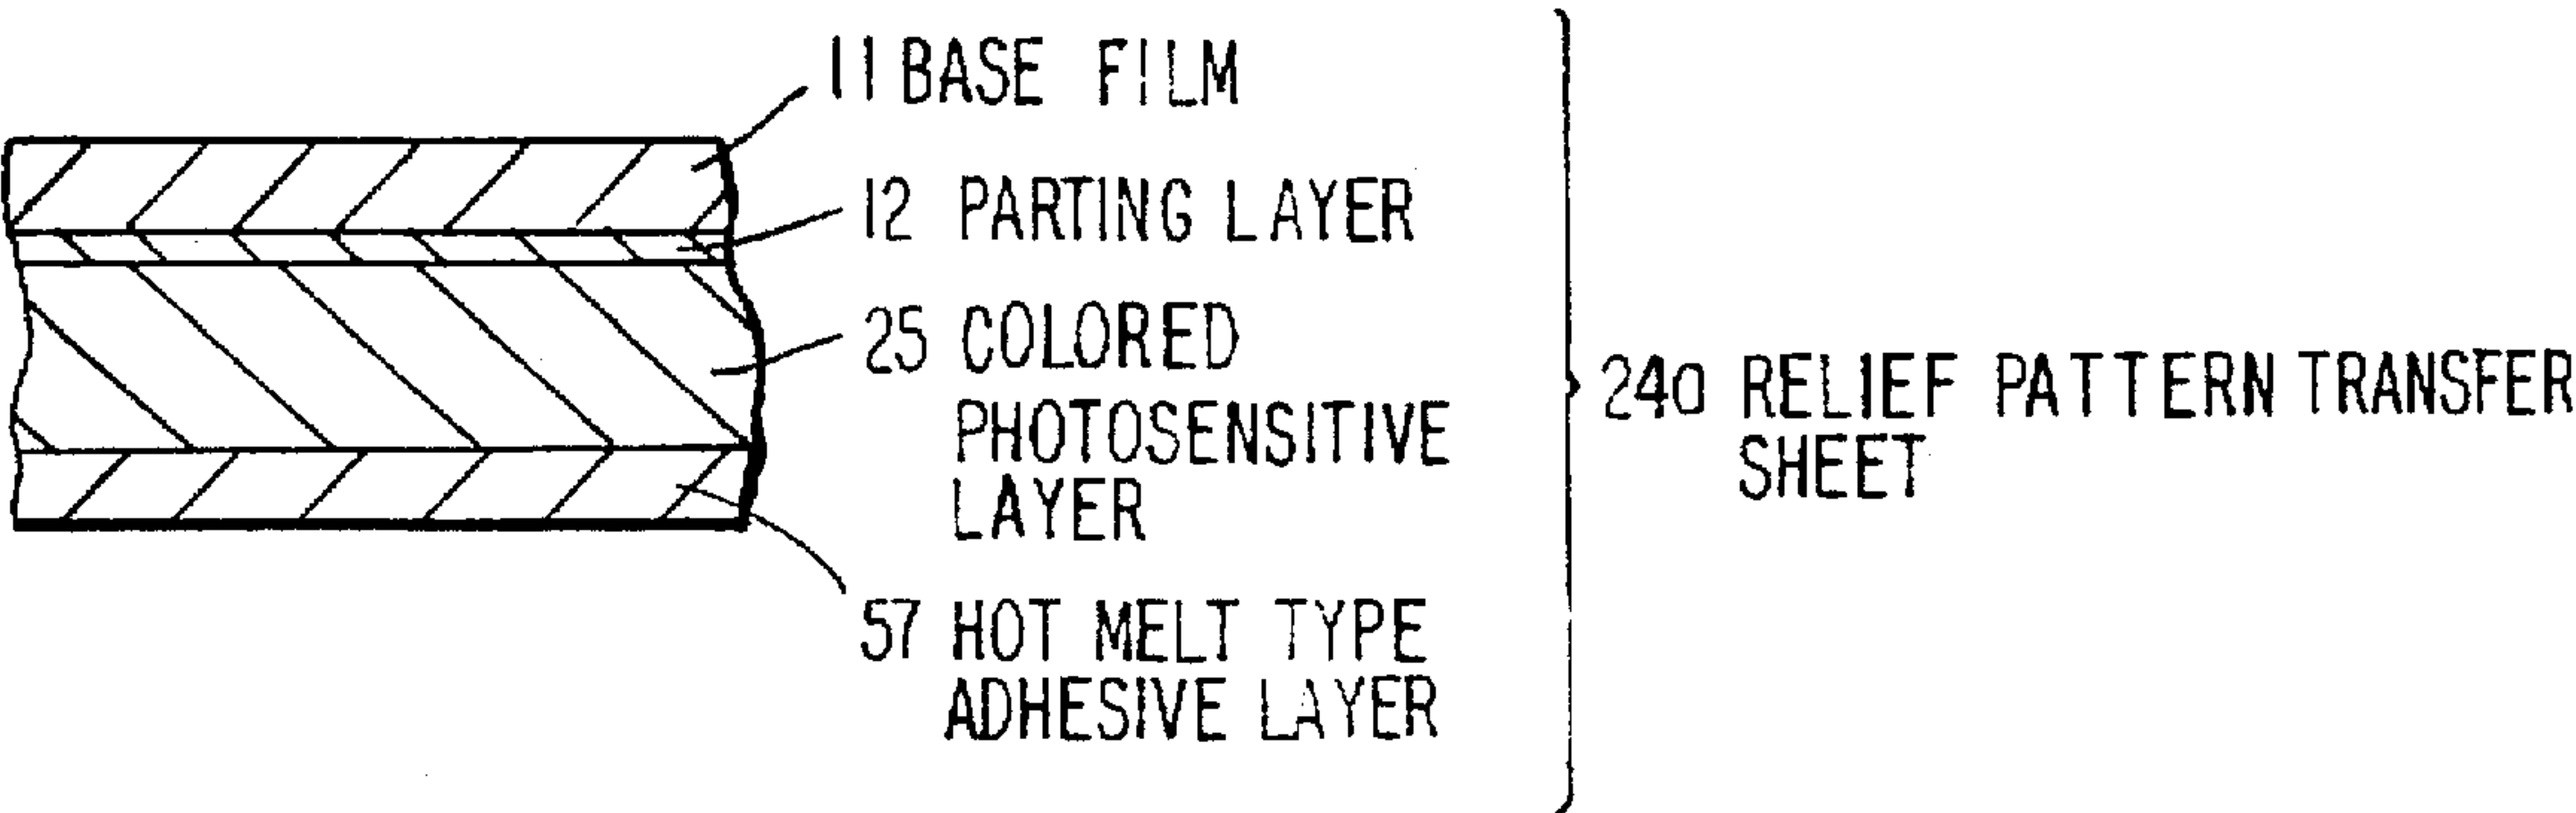 11 BASE FILM
12 PARTING LAYER
25 COLORED
PHOTOSENSITIVE
LAYER
57 HOT MELT TYPE
ADHESIVE LAYER
24a RELIEF PATTERN TRANSFER
SHEET